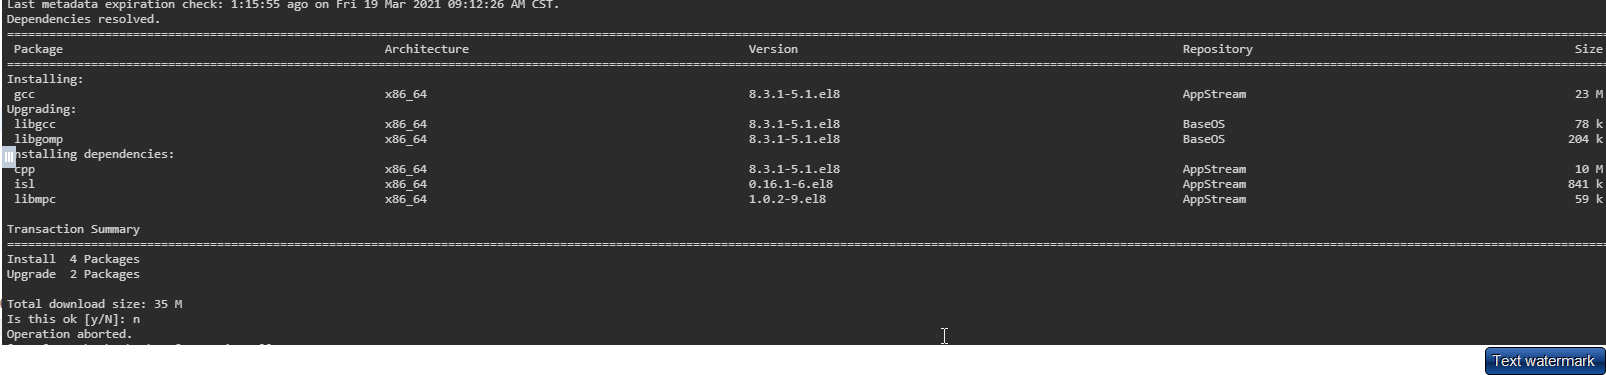 Last metadata expiration check: 1:15:55 ago on Fri 19 Mar 2021 09:12:26 AM CST.
Dependencies resolved.
Package Architecture Version Repository Size
Installing:
gcc x86_64 8.3.1-5.1.el8 AppStream 23 M
Upgrading:
libgcc x86_64 8.3.1-5.1.el8 BaseOS 78 k
libgomp x86_64 8.3.1-5.1.el8 BaseOS 204 k
nstalling dependencies:
cpp x86_64 8.3.1-5.1.el8 AppStream 10 M
isl x86_64 0.16.1-6.el8 AppStream 841 k
libmpc x86_64 1.0.2-9.el8 AppStream 59 k
Transaction Summary
Install 4 Packages
Upgrade 2 Packages
Total download size: 35 M
Is this ok [y/N]: n
Operation aborted.
Text watermark